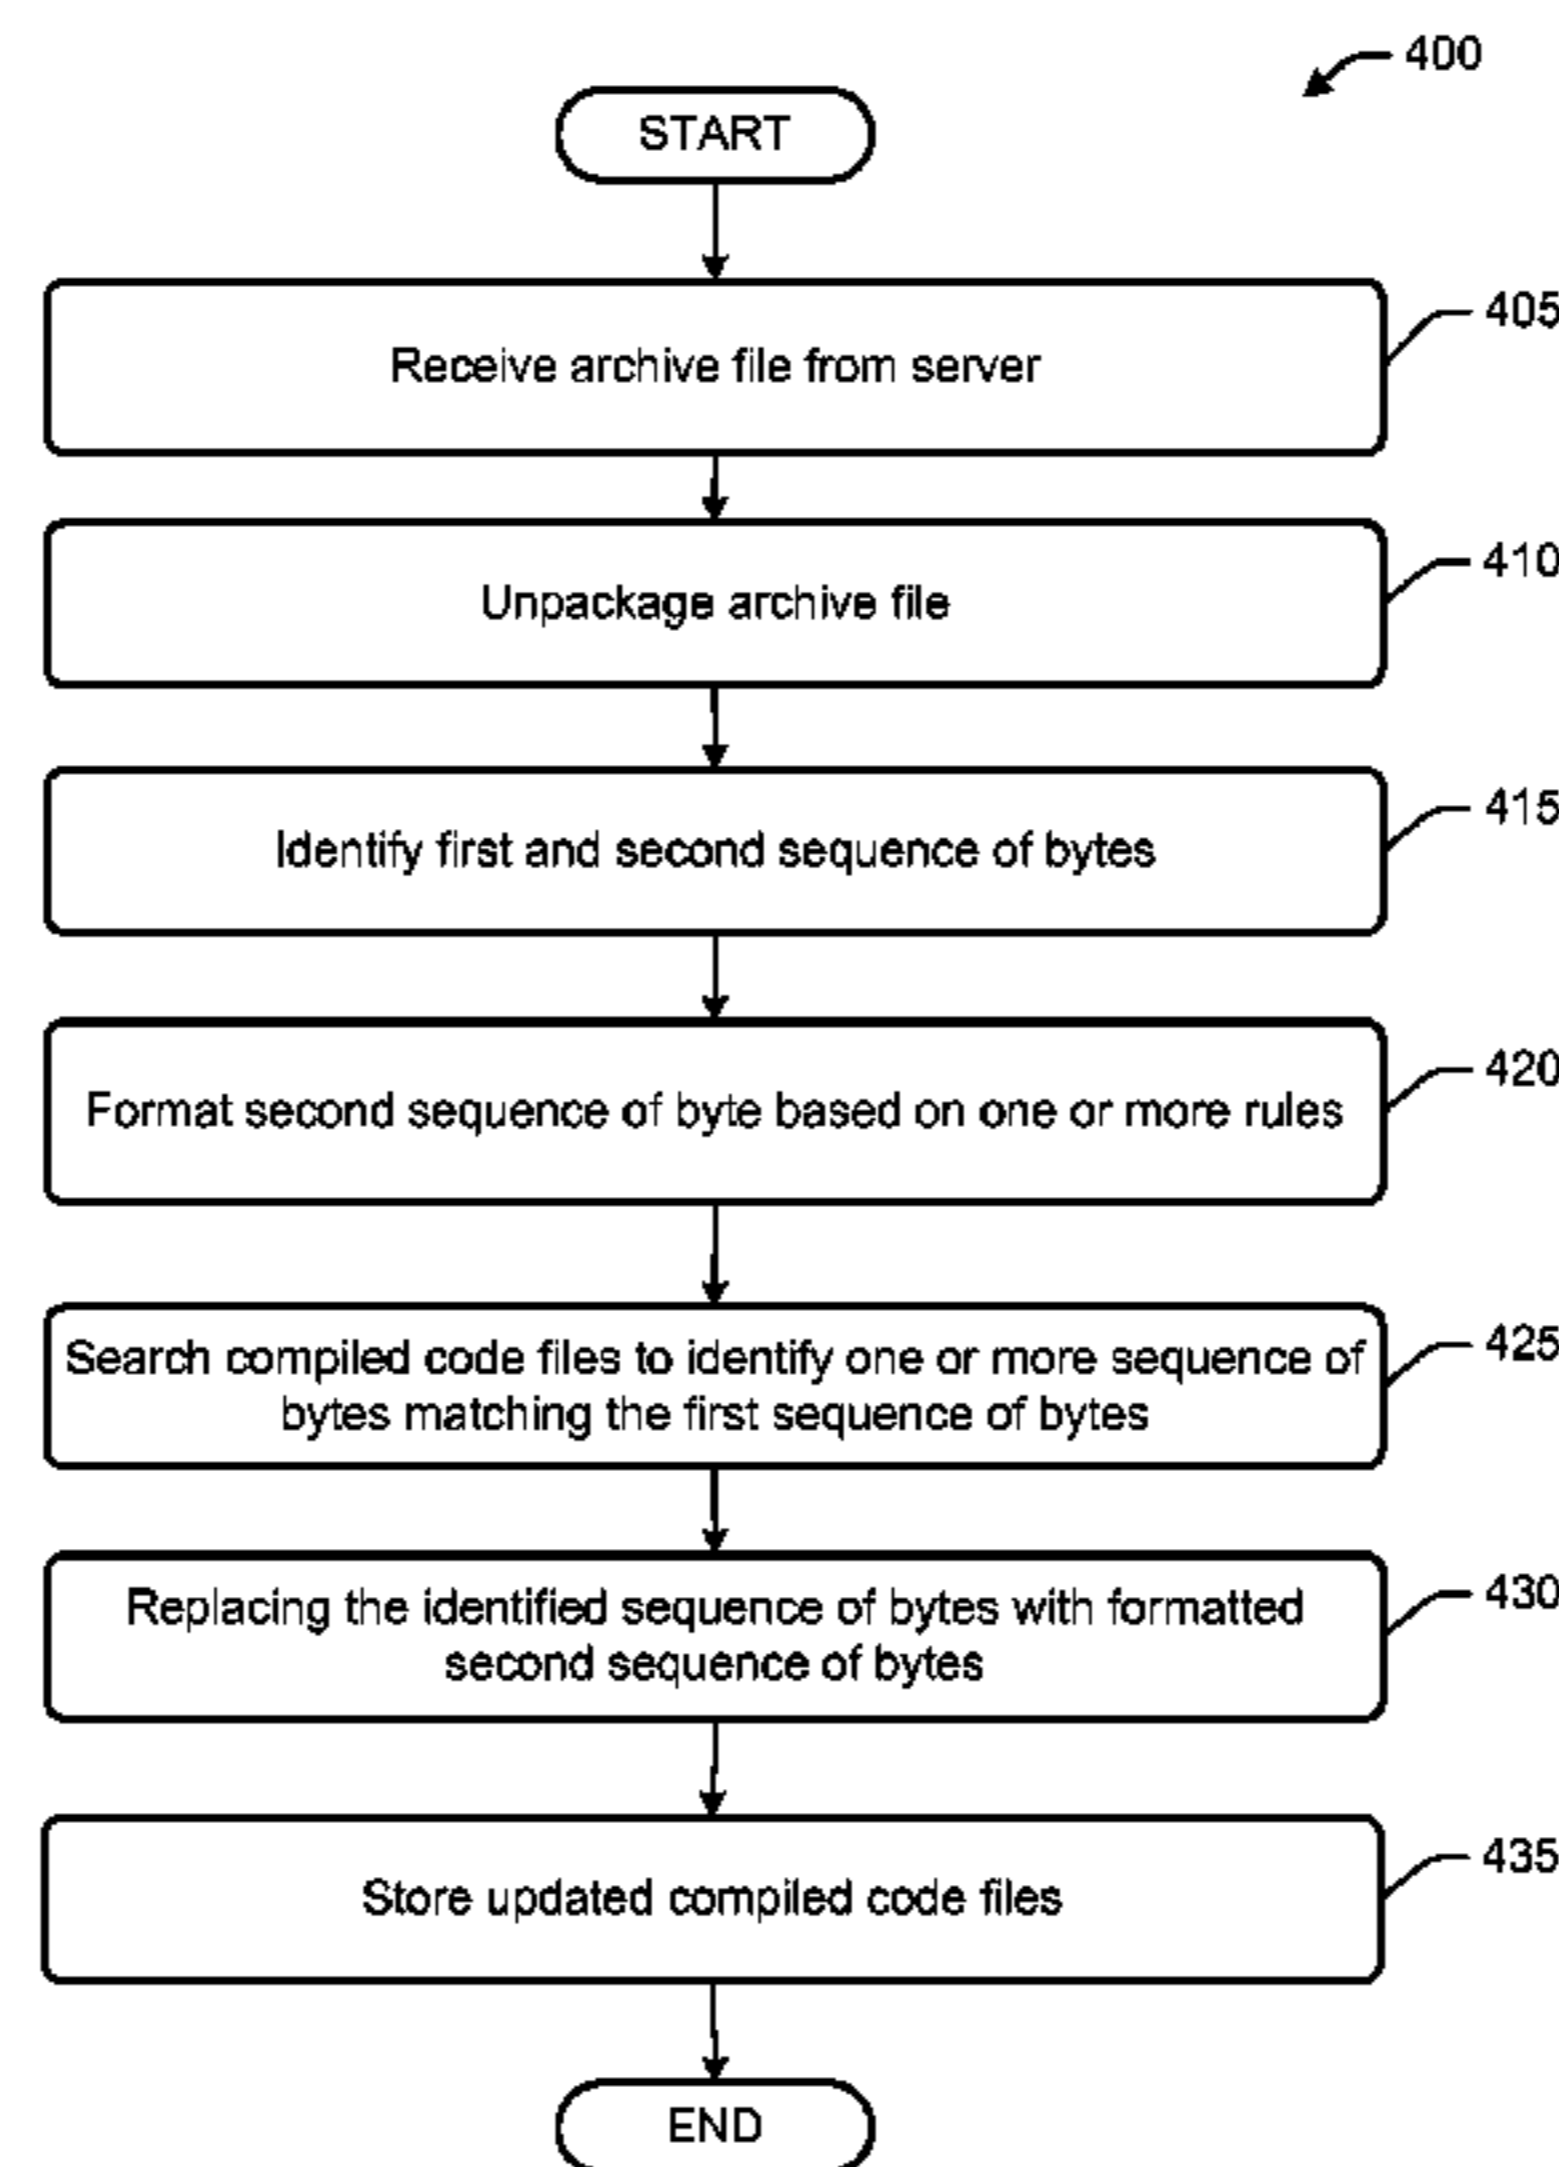 400
START
Receive archive file from server
405
Unpackage archive file
410
Identify first and second sequence of bytes
415
Format second sequence of byte based on one or more rules
420
Search compiled code files to identify one or more sequence of
bytes matching the first sequence of bytes
425
Replacing the identified sequence of bytes with formatted
second sequence of bytes
430
Store updated compiled code files
435
END